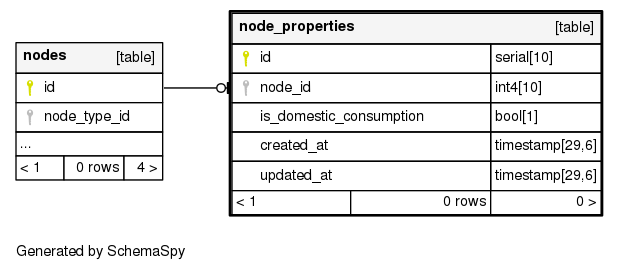 nodes [table]
id
node_type_id
...
< 1 0 rows 4 >
node_properties [table]
id serial[10]
node_id int4[10]
is_domestic_consumption bool[1]
created_at timestamp[29,6]
updated_at timestamp[29,6]
< 1 0 rows 0 >
Generated by SchemaSpy